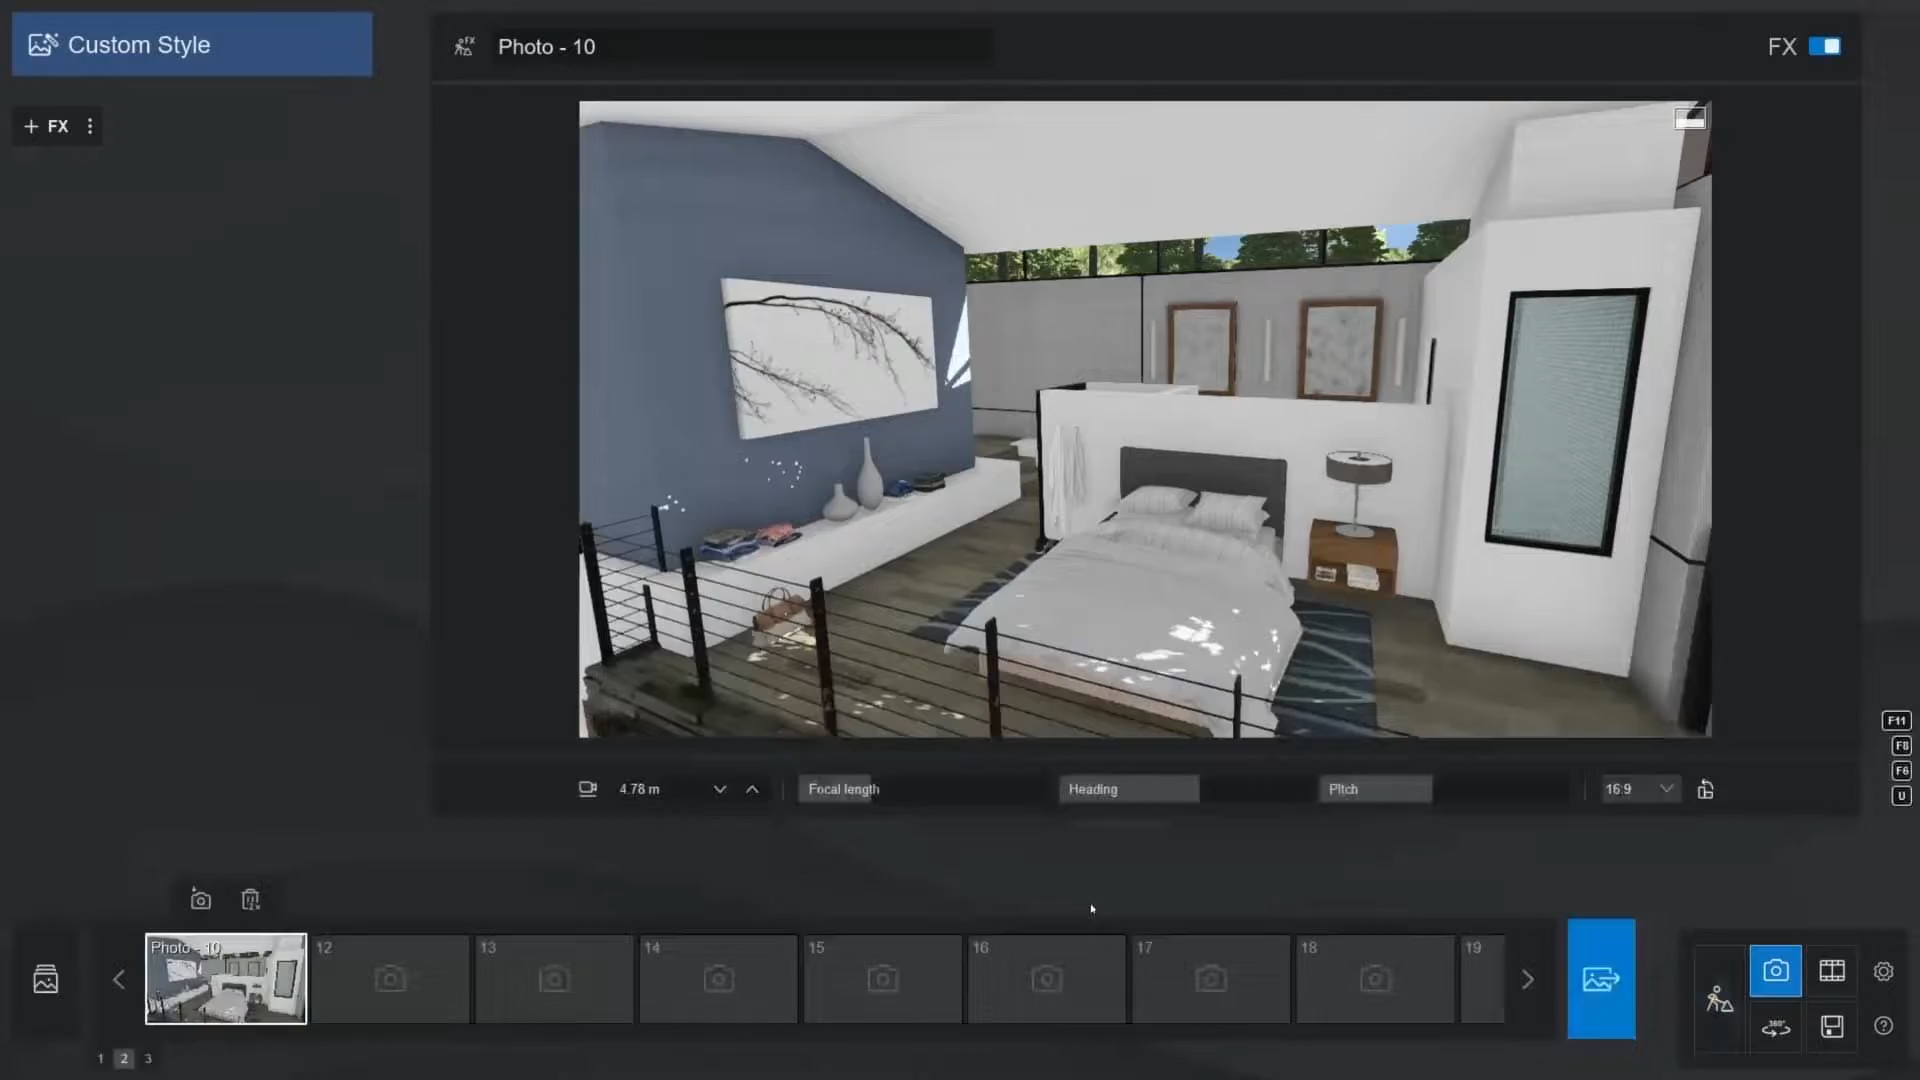 Custom Style
Photo - 10
FX
+ FX
4.78 m
Focal length
Heading
Pitch
16:9
F11
F8
F6
U
Photo - 10
12
13
14
15
16
17
18
19
360°
1
2
3